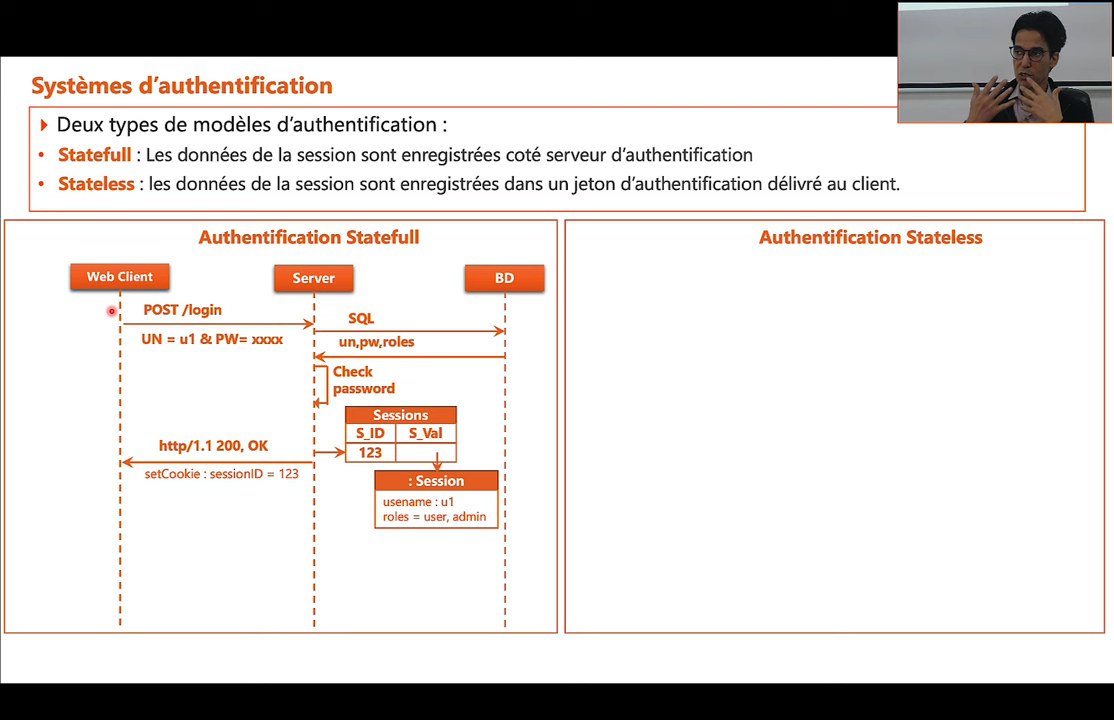 Systèmes d'authentification
Deux types de modèles d'authentification :
• Statefull : Les données de la session sont enregistrées coté serveur d'authentification
• Stateless : les données de la session sont enregistrées dans un jeton d'authentification délivré au client.
Authentification Statefull
Web Client
Server
BD
POST /login
UN = u1 & PW= xxxx
SQL
un,pw,roles
Check
password
Sessions
S_ID S_Val
123
http/1.1 200, OK
setCookie : sessionID = 123
: Session
usename : u1
roles = user, admin
Authentification Stateless